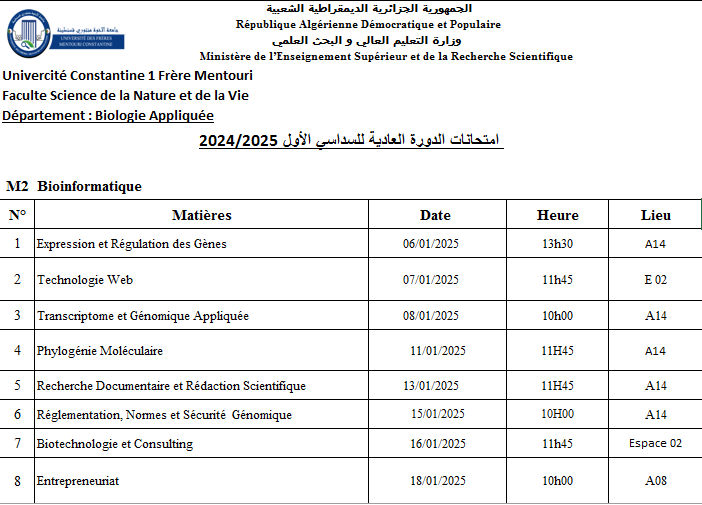 الجمهورية الجزائرية الديمقراطية الشعبية
République Algérienne Démocratique et Populaire
وزارة التعليم العالي و البحث العلمي
Ministère de l'Enseignement Supérieur et de la Recherche Scientifique
UNIVERSITÉ DES FRÈRES
MENTOURI CONSTANTINE
Univercité Constantine 1 Frère Mentouri
Faculte Science de la Nature et de la Vie
Département : Biologie Appliquée
امتحانات الدورة العادية للسداسي الأول 2024/2025
M2 Bioinformatique
N° Matières Date Heure Lieu
1 Expression et Régulation des Gènes 06/01/2025 13h30 A14
2 Technologie Web 07/01/2025 11h45 E 02
3 Transcriptome et Génomique Appliquée 08/01/2025 10h00 A14
4 Phylogénie Moléculaire 11/01/2025 11H45 A14
5 Recherche Documentaire et Rédaction Scientifique 13/01/2025 11H45 A14
6 Réglementation, Normes et Sécurité Génomique 15/01/2025 10H00 A14
7 Biotechnologie et Consulting 16/01/2025 11h45 Espace 02
8 Entrepreneuriat 18/01/2025 10h00 A08